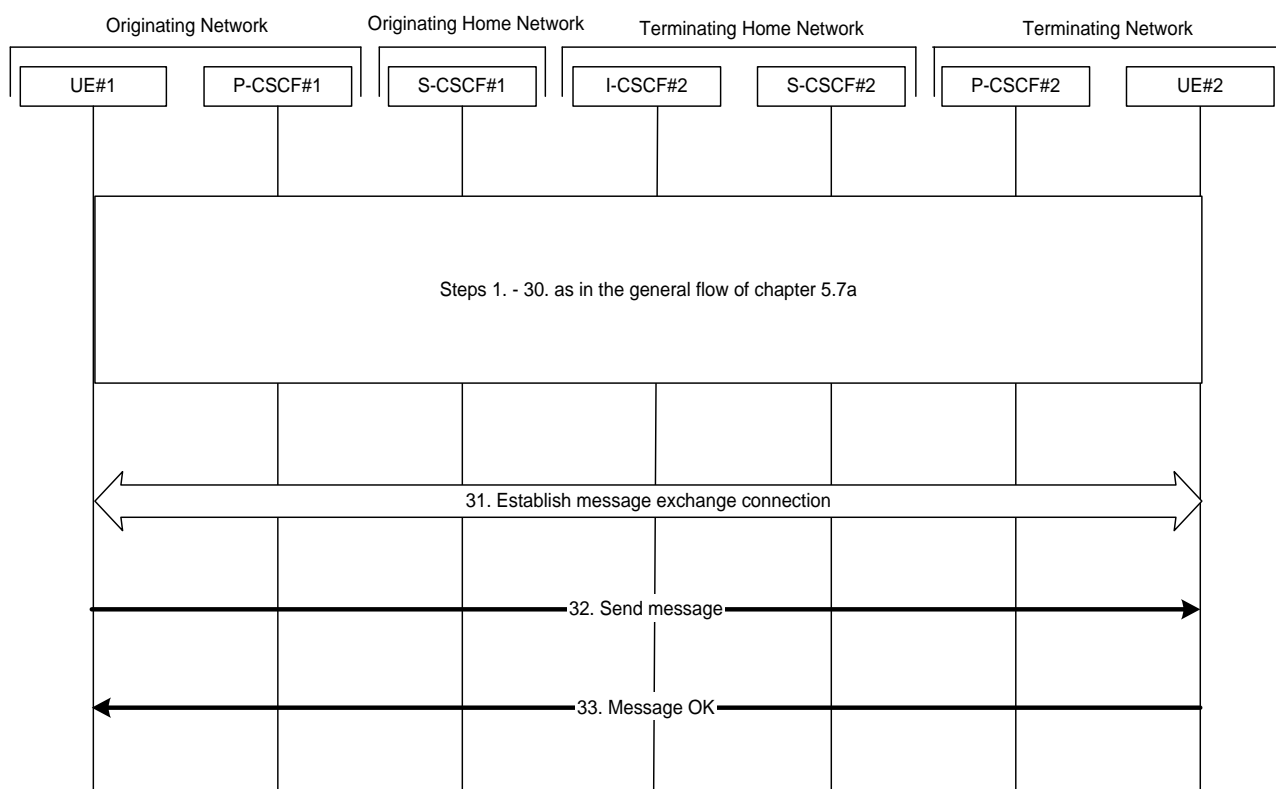 Originating Network
Originating Home Network
Terminating Home Network
Terminating Network
UE#1
P-CSCF#1
S-CSCF#1
I-CSCF#2
S-CSCF#2
P-CSCF#2
UE#2
Steps 1. - 30. as in the general flow of chapter 5.7a
31. Establish message exchange connection
32. Send message
33. Message OK